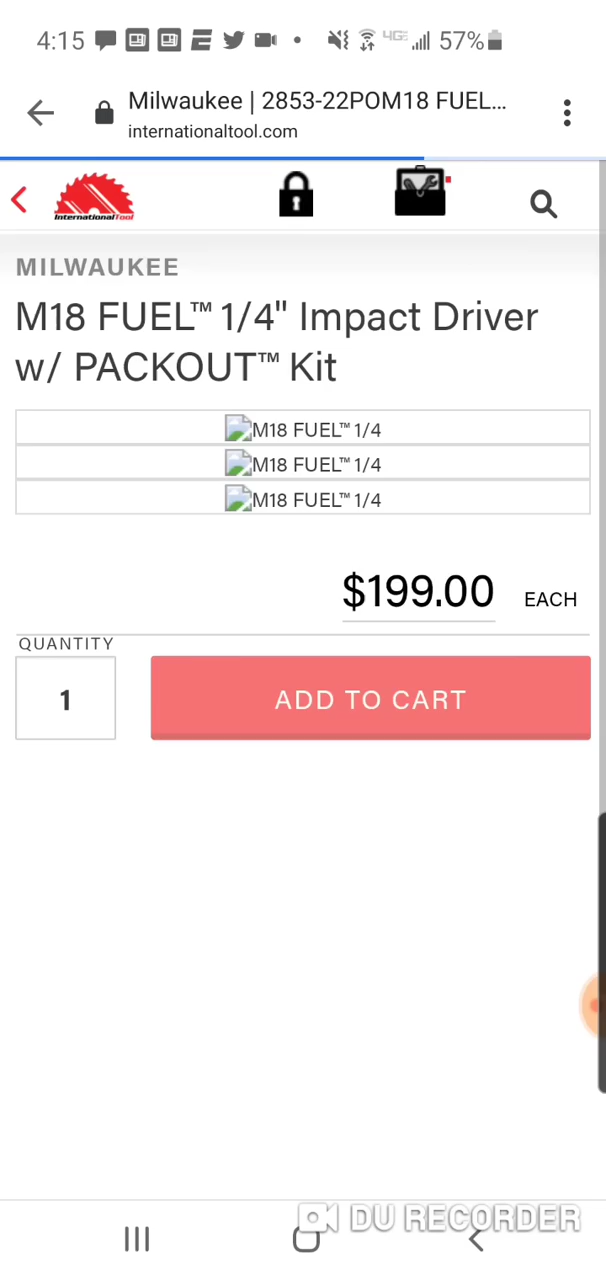 4:15 4GE 57%
Milwaukee | 2853-22POM18 FUEL...
internationaltool.com
InternationalTool
MILWAUKEE
M18 FUEL™ 1/4" Impact Driver
w/ PACKOUT™ Kit
M18 FUEL™ 1/4
M18 FUEL™ 1/4
M18 FUEL™ 1/4
$199.00 EACH
QUANTITY
1 ADD TO CART
DU RECORDER